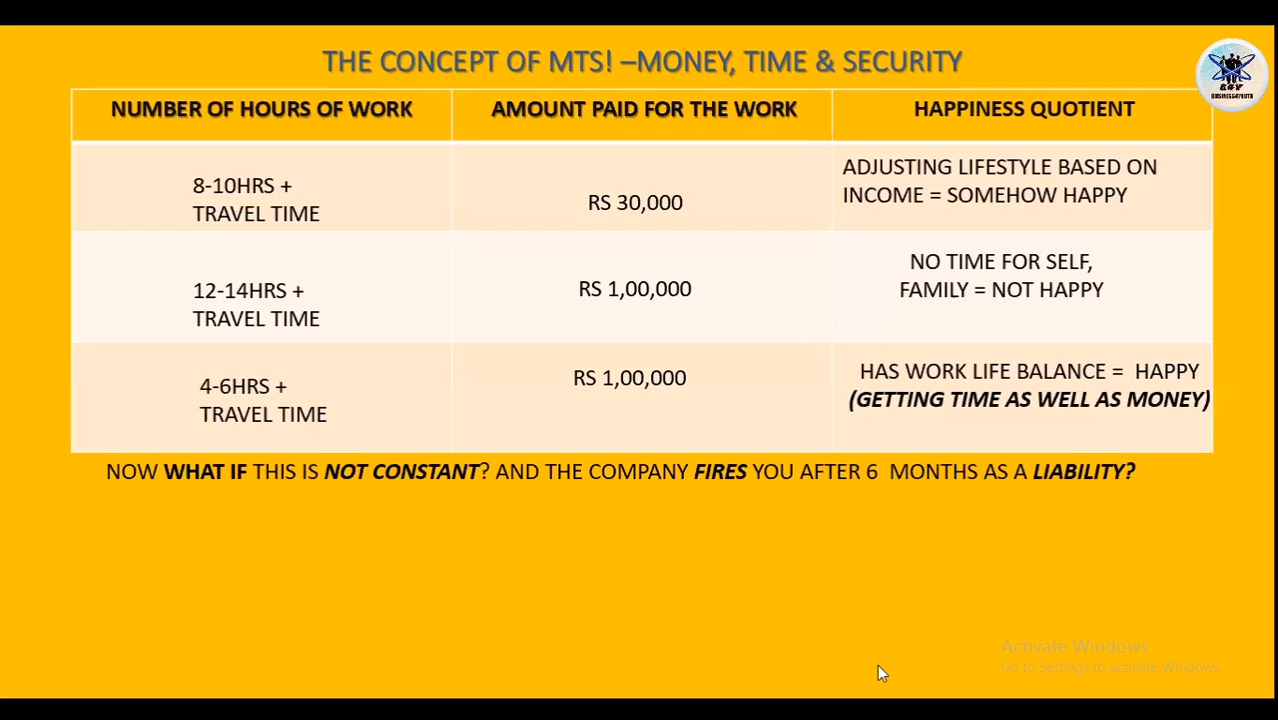 THE CONCEPT OF MTS! –MONEY, TIME & SECURITY
NUMBER OF HOURS OF WORK
AMOUNT PAID FOR THE WORK
HAPPINESS QUOTIENT
8-10HRS +
TRAVEL TIME
RS 30,000
ADJUSTING LIFESTYLE BASED ON
INCOME = SOMEHOW HAPPY
12-14HRS +
TRAVEL TIME
RS 1,00,000
NO TIME FOR SELF,
FAMILY = NOT HAPPY
4-6HRS +
TRAVEL TIME
RS 1,00,000
HAS WORK LIFE BALANCE = HAPPY
(GETTING TIME AS WELL AS MONEY)
NOW WHAT IF THIS IS NOT CONSTANT? AND THE COMPANY FIRES YOU AFTER 6 MONTHS AS A LIABILITY?
Activate Windows
Go to Settings to activate Windows.